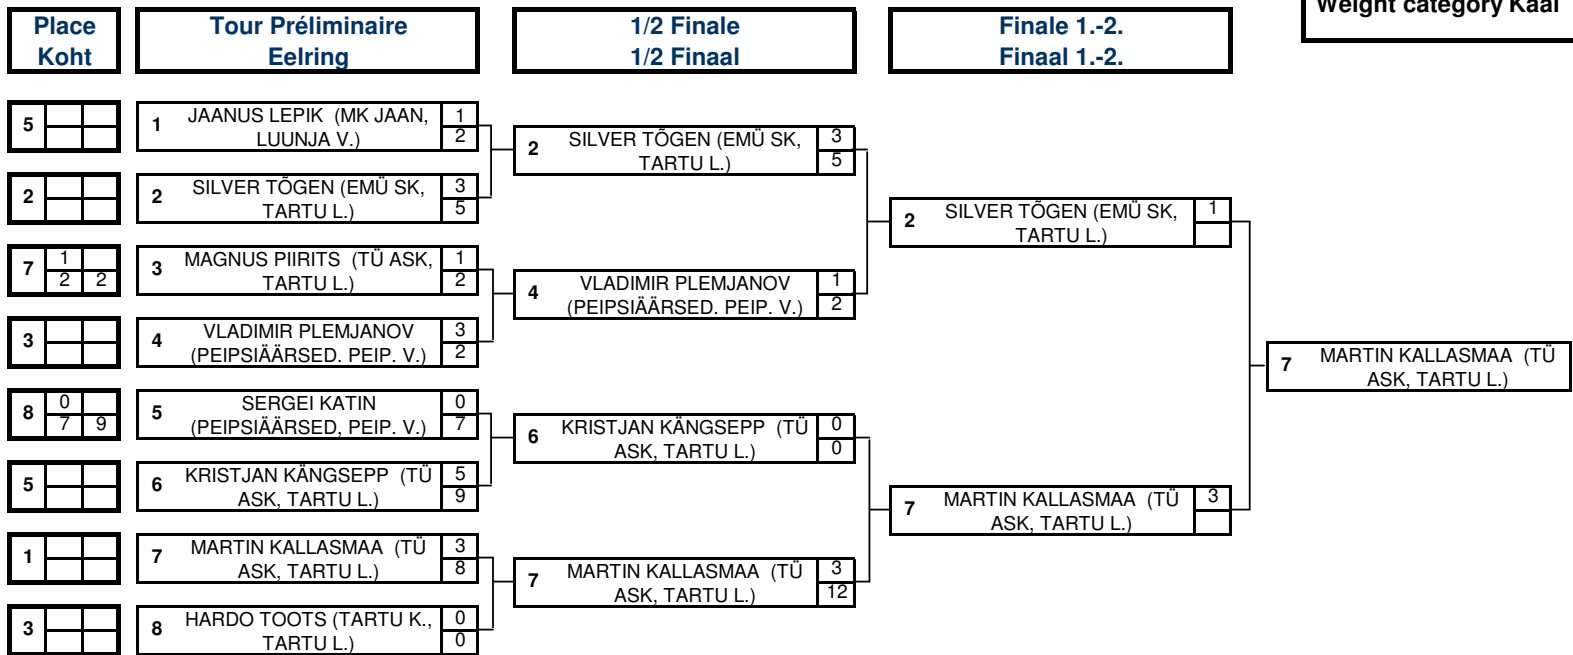 Weight category Kaal
Place
Koht
Tour Préliminaire
Eelring
1/2 Finale
1/2 Finaal
Finale 1.-2.
Finaal 1.-2.
5
1 JAANUS LEPIK (MK JAAN, LUUNJA V.) 1 2
2
2 SILVER TÕGEN (EMÜ SK, TARTU L.) 3 5
7 1 2 2
3 MAGNUS PIIRITS (TÜ ASK, TARTU L.) 1 2
3
4 VLADIMIR PLEMJANOV (PEIPSIÄÄRSED. PEIP. V.) 3 2
8 0 7 9
5 SERGEI KATIN (PEIPSIÄÄRSED, PEIP. V.) 0 7
5
6 KRISTJAN KÄNGSEPP (TÜ ASK, TARTU L.) 5 9
1
7 MARTIN KALLASMAA (TÜ ASK, TARTU L.) 3 8
3
8 HARDO TOOTS (TARTU K., TARTU L.) 0 0
2 SILVER TÕGEN (EMÜ SK, TARTU L.) 3 5
4 VLADIMIR PLEMJANOV (PEIPSIÄÄRSED. PEIP. V.) 1 2
6 KRISTJAN KÄNGSEPP (TÜ ASK, TARTU L.) 0 0
7 MARTIN KALLASMAA (TÜ ASK, TARTU L.) 3 12
2 SILVER TÕGEN (EMÜ SK, TARTU L.) 1
7 MARTIN KALLASMAA (TÜ ASK, TARTU L.) 3
7 MARTIN KALLASMAA (TÜ ASK, TARTU L.)